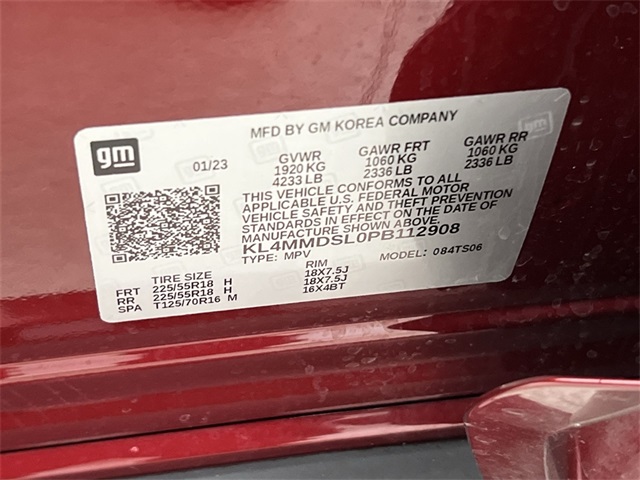 MFD BY GM KOREA COMPANY
gm
01/23 GVWR GAWR FRT GAWR RR
1920 KG 1060 KG 1060 KG
4233 LB 2336 LB 2336 LB
THIS VEHICLE CONFORMS TO ALL
APPLICABLE U.S. FEDERAL MOTOR
VEHICLE SAFETY AND THEFT PREVENTION
STANDARDS IN EFFECT ON THE DATE OF
MANUFACTURE SHOWN ABOVE.
KL4MMDSL0PB112908
TYPE: MPV MODEL: 084TS06
TIRE SIZE RIM
FRT 225/55R18 H 18X7.5J
RR 225/55R18 H 18X7.5J
SPA T125/70R16 M 16X4BT